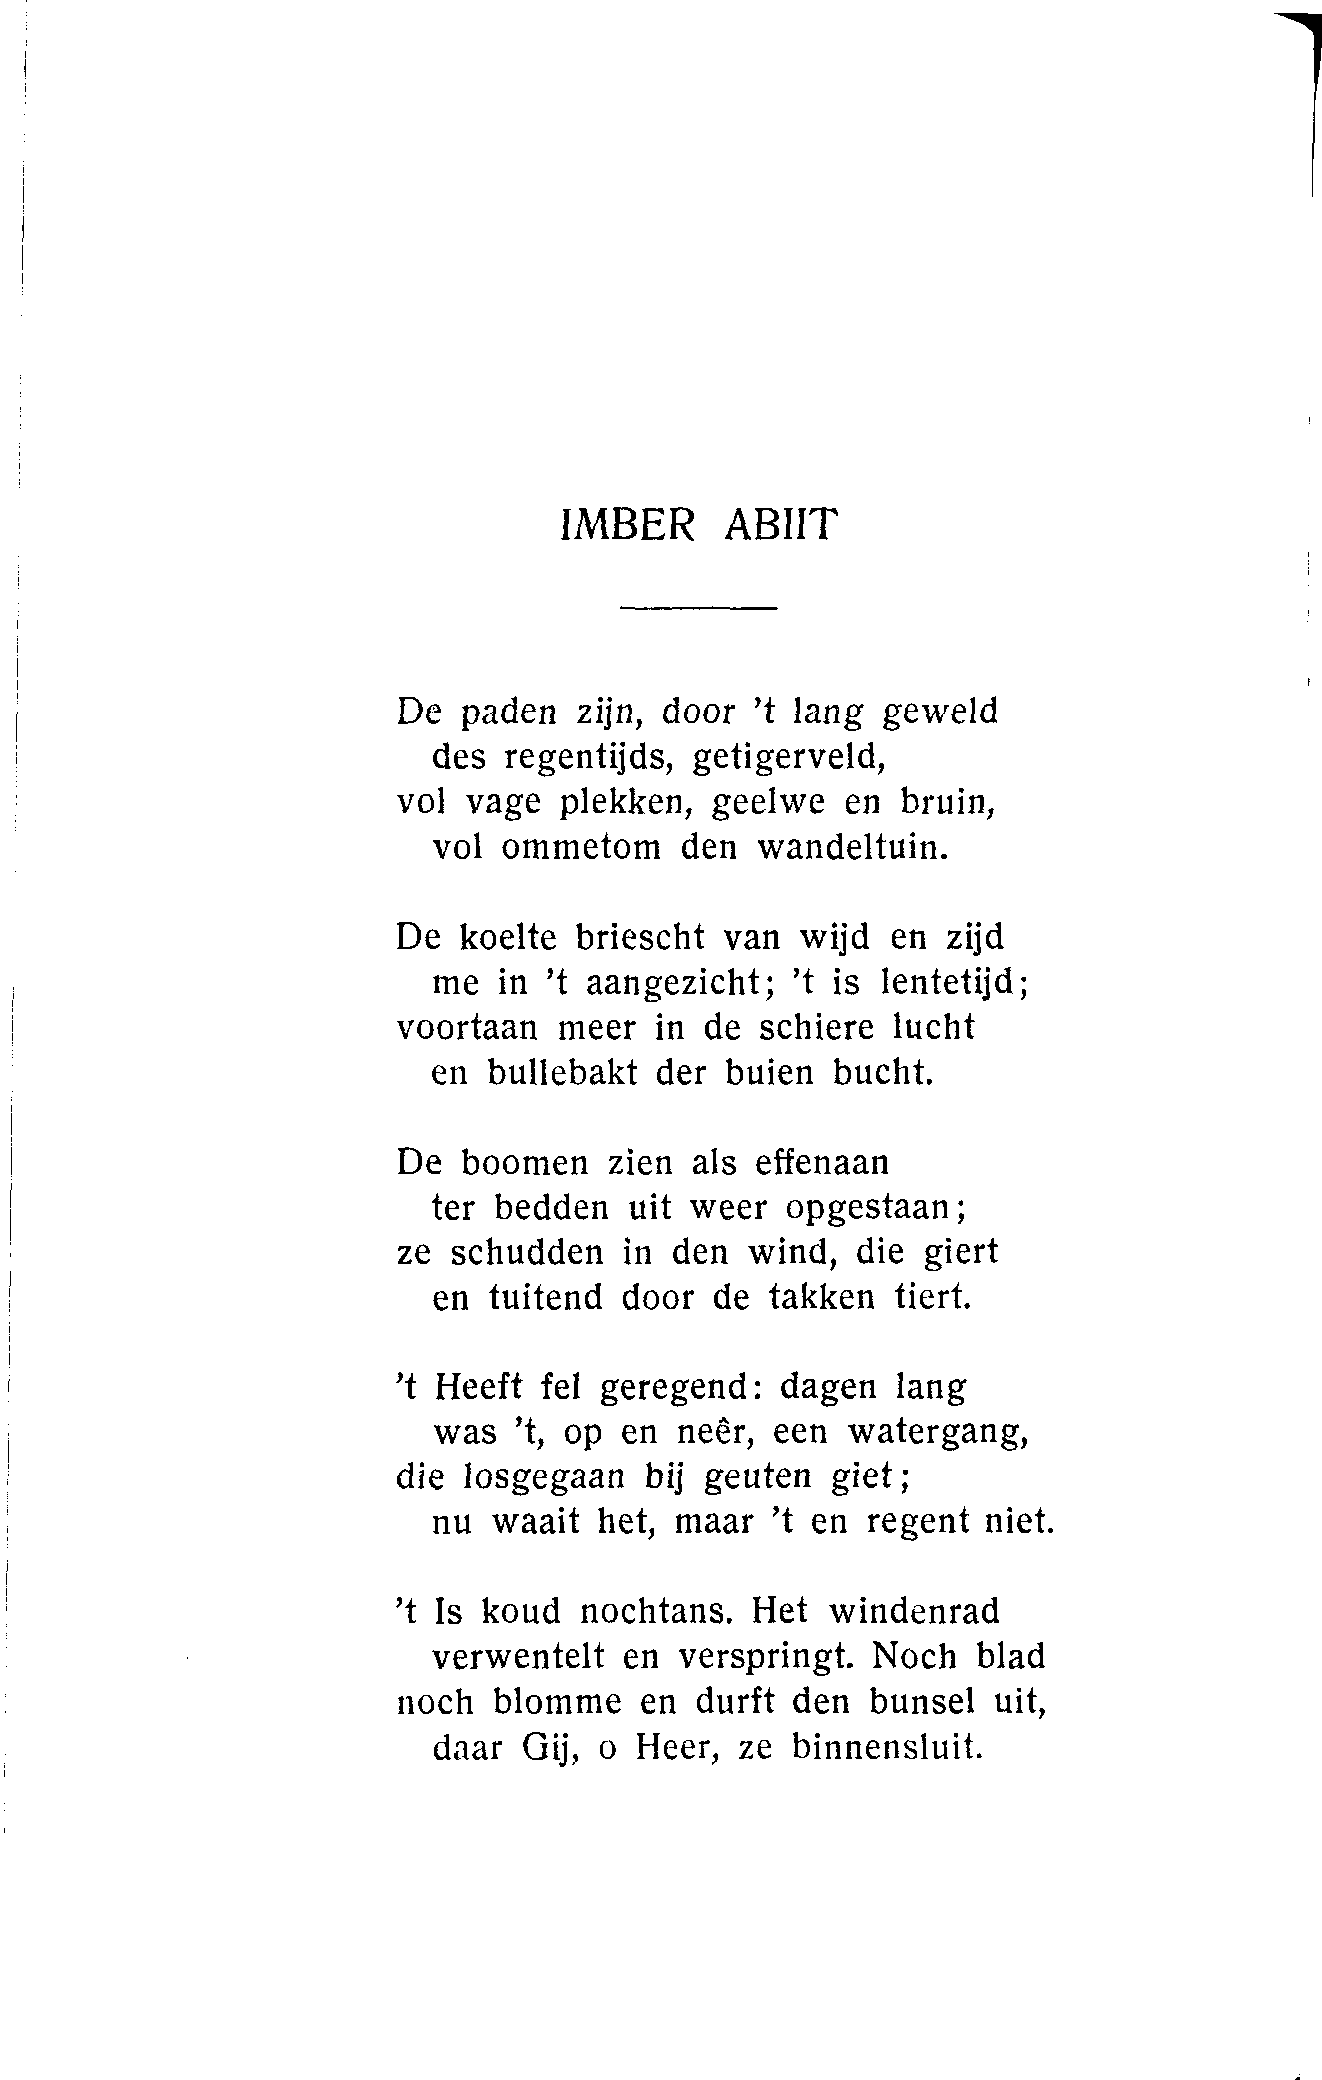 IMBER ABIIT
De paden zijn, door 't lang geweld
des regentijds, getigerveld,
vol vage plekken, geelwe en bruin,
vol ommetom den wandeltuin.
De koelte briescht van wijd en zijd
me in 't aangezicht; 't is lentetijd;
voortaan meer in de schiere lucht
en bullebakt der buien bucht.
De boomen zien als effenaan
ter bedden uit weer opgestaan;
ze schudden in den wind, die giert
en tuitend door de takken tiert.
't Heeft fel geregend: dagen lang
was 't, op en neêr, een watergang,
die losgegaan bij geuten giet;
nu waait het, maar 't en regent niet.
't Is koud nochtans. Het windenrad
verwentelt en verspringt. Noch blad
noch blomme en durft den bunsel uit,
daar Gij, o Heer, ze binnensluit.